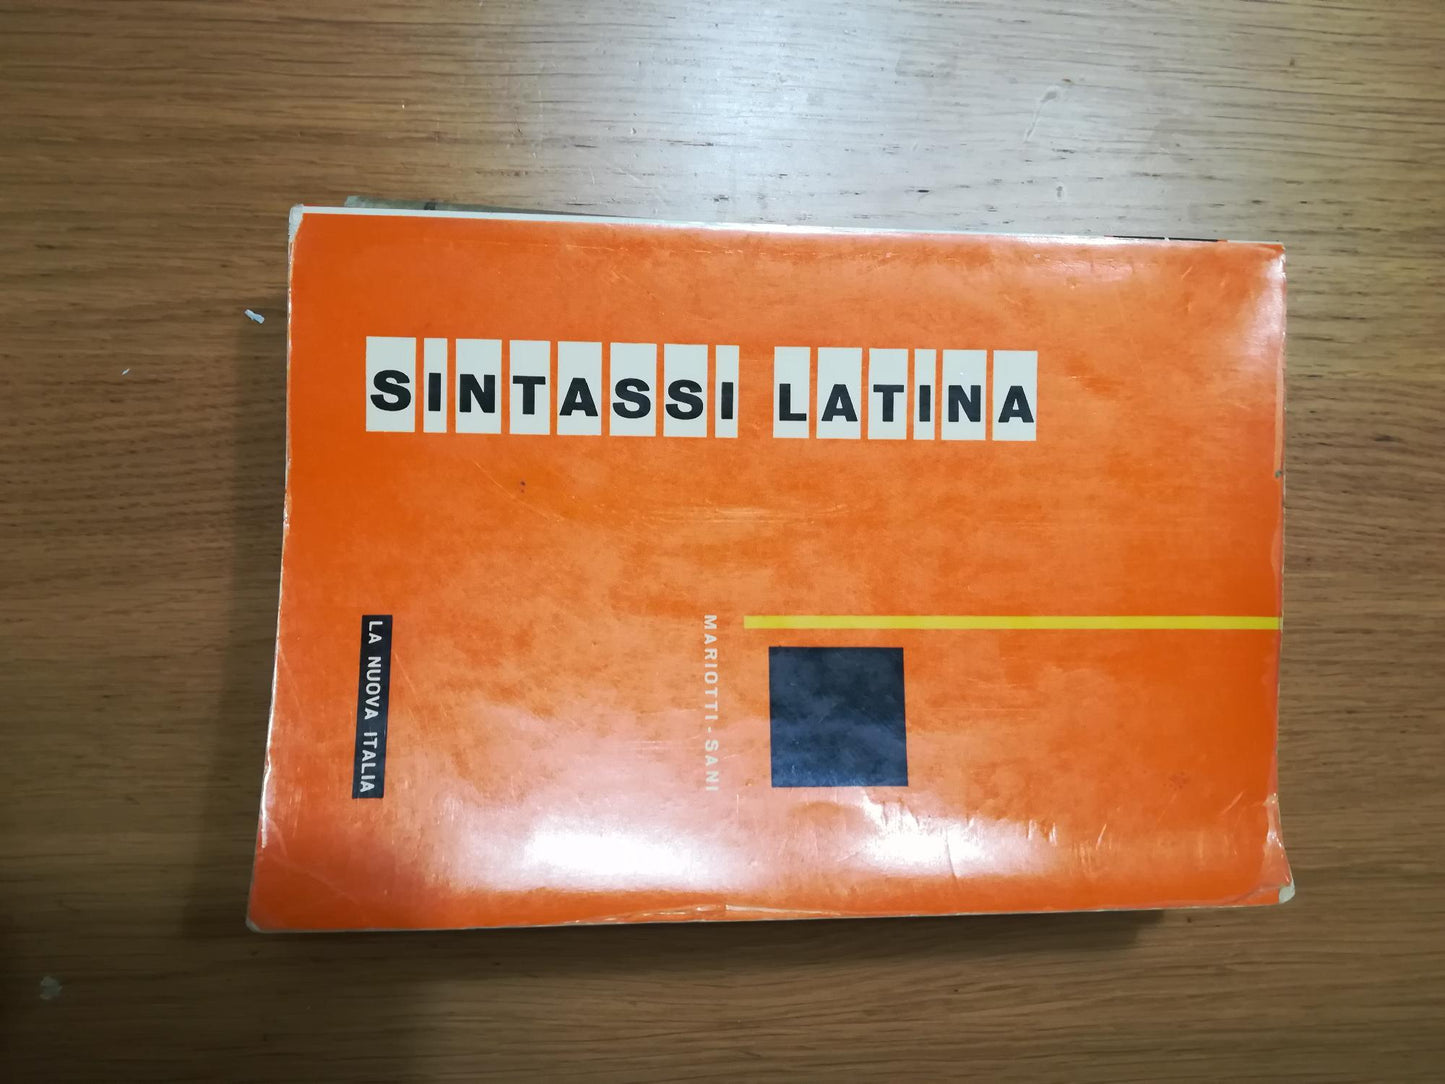 SINTASSI LATINA
MARIOTTI - SANI
LA NUOVA ITALIA